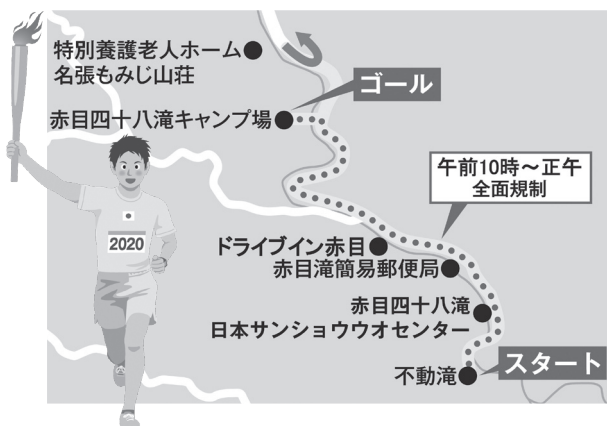 特別養護老人ホーム
名張もみじ山荘
ゴール
赤目四十八滝キャンプ場
午前10時～正午
全面規制
2020
ドライブイン赤目
赤目滝簡易郵便局
赤目四十八滝
日本サンショウウオセンター
スタート
不動滝